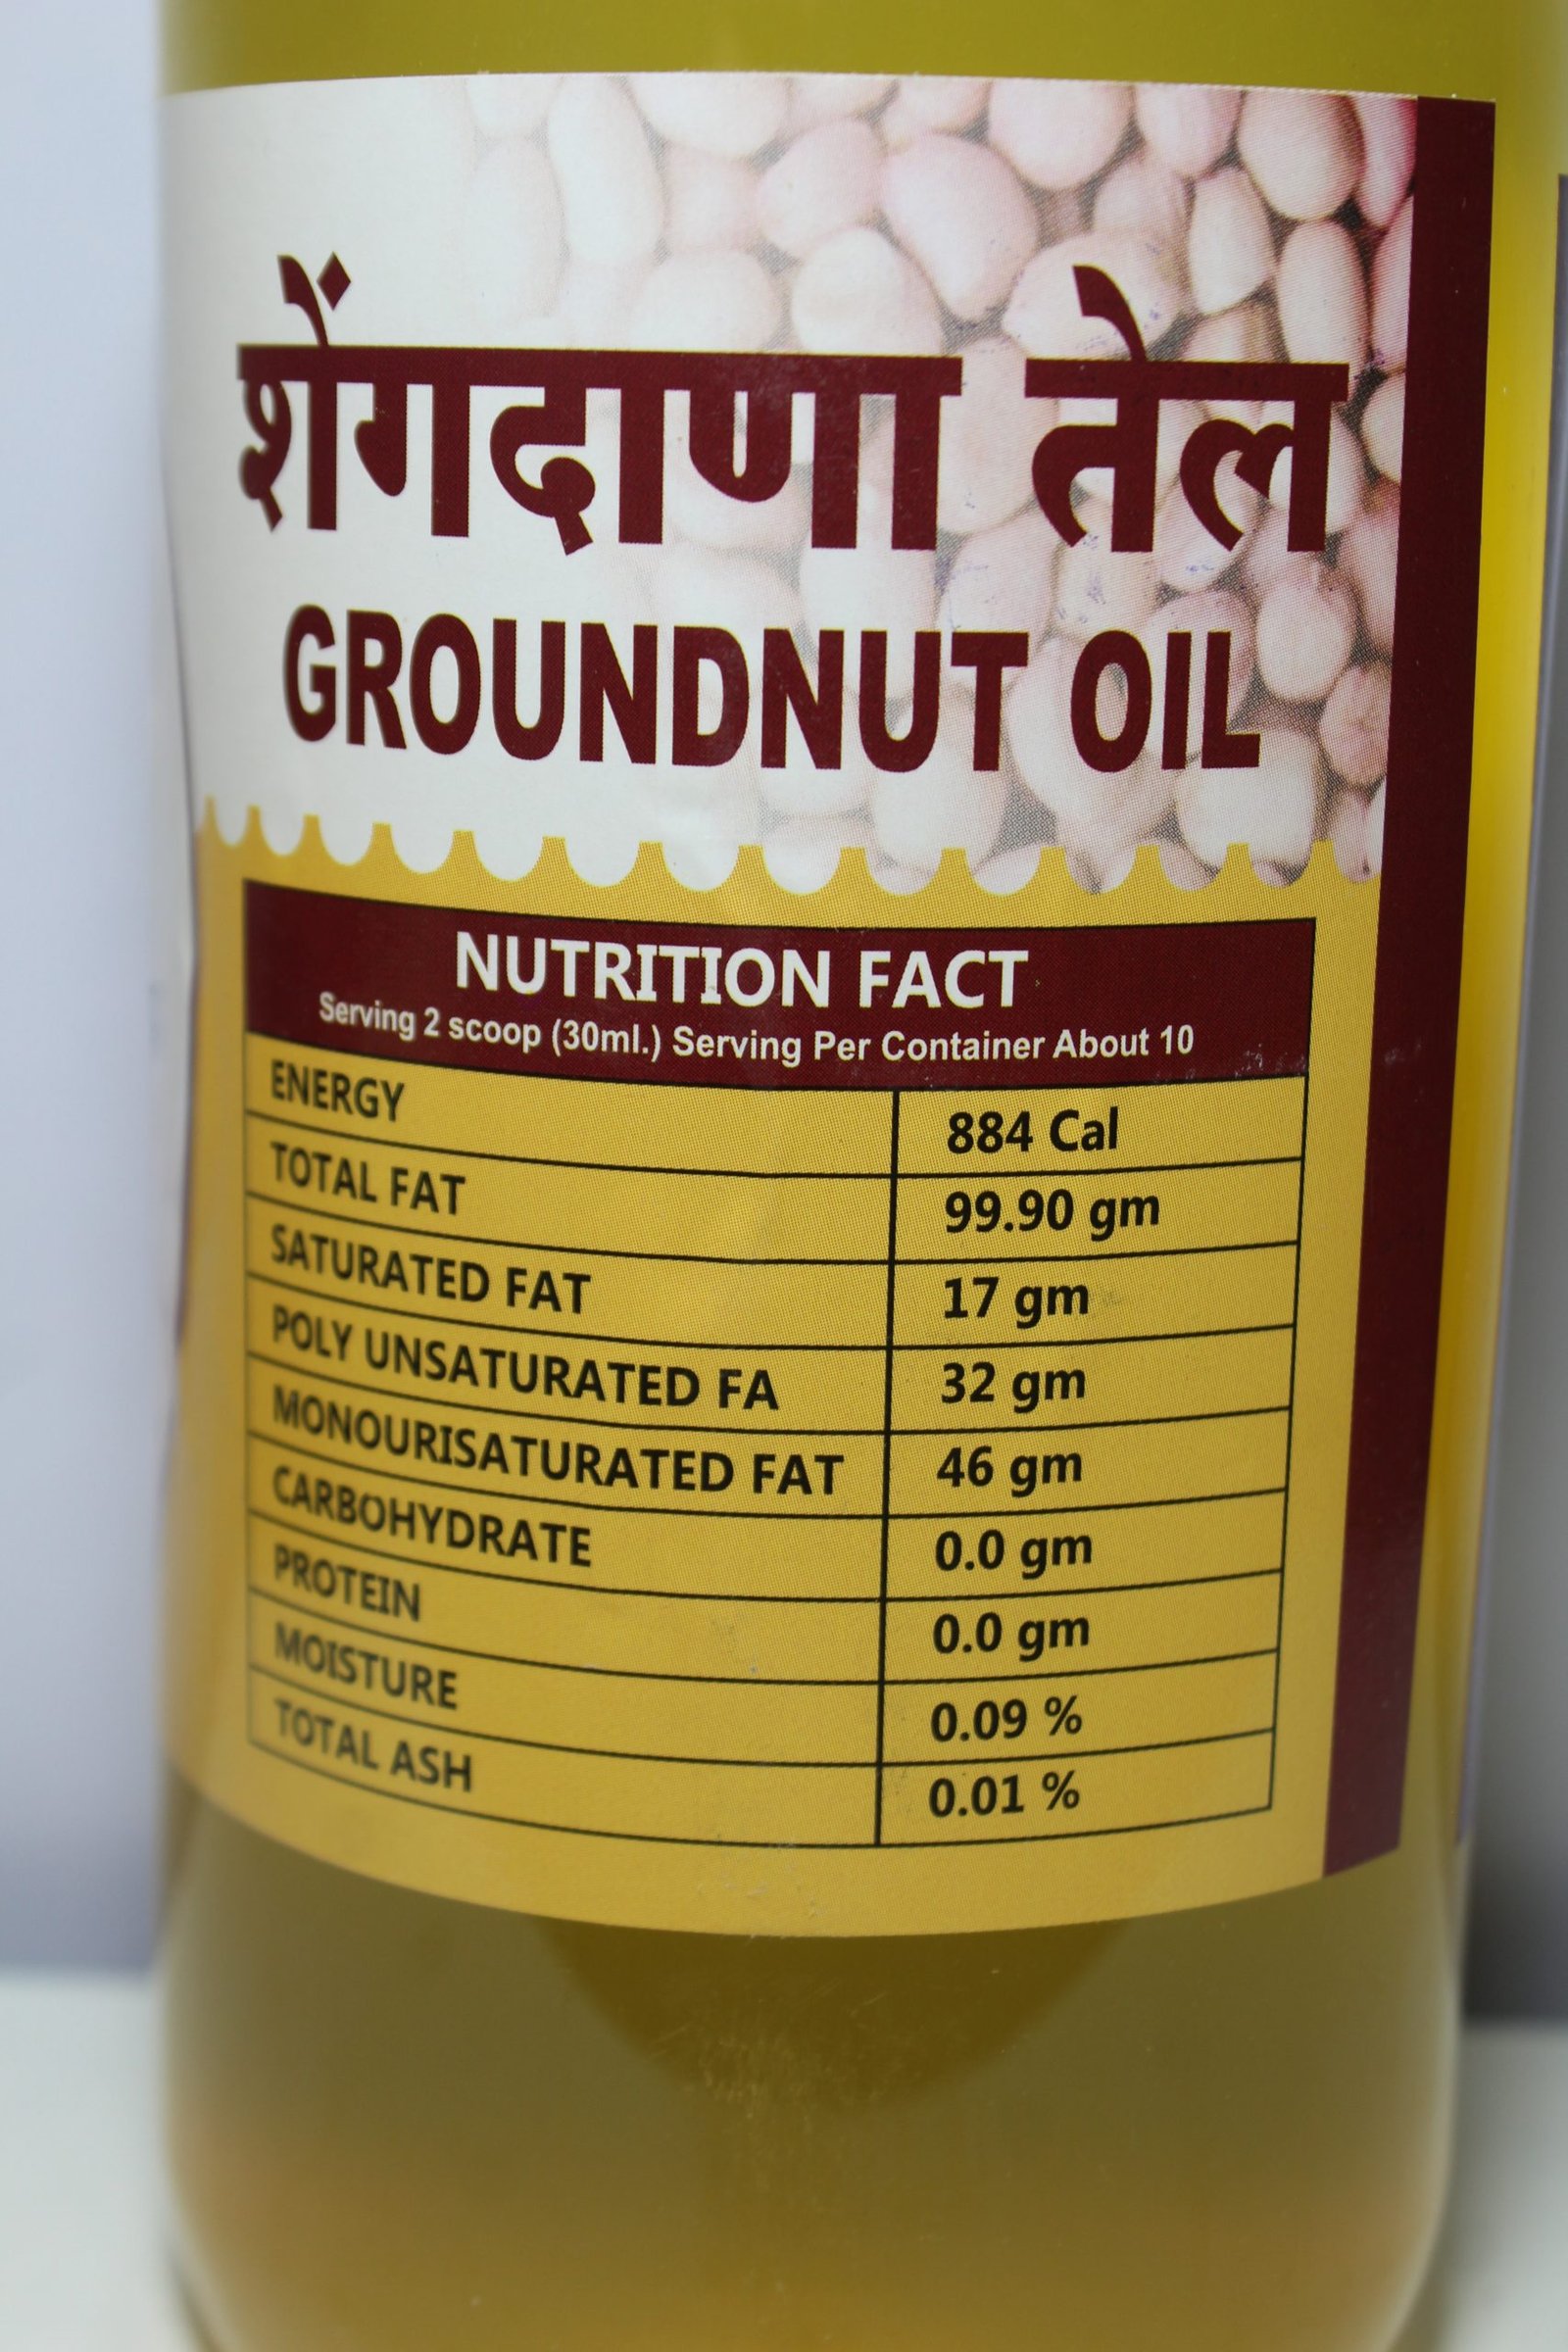 शेंगदाणा तेल
GROUNDNUT OIL
NUTRITION FACT
Serving 2 scoop (30ml.) Serving Per Container About 10
ENERGY 884 Cal
TOTAL FAT 99.90 gm
SATURATED FAT 17 gm
POLY UNSATURATED FA 32 gm
MONOURISATURATED FAT 46 gm
CARBOHYDRATE 0.0 gm
PROTEIN 0.0 gm
MOISTURE 0.09 %
TOTAL ASH 0.01 %